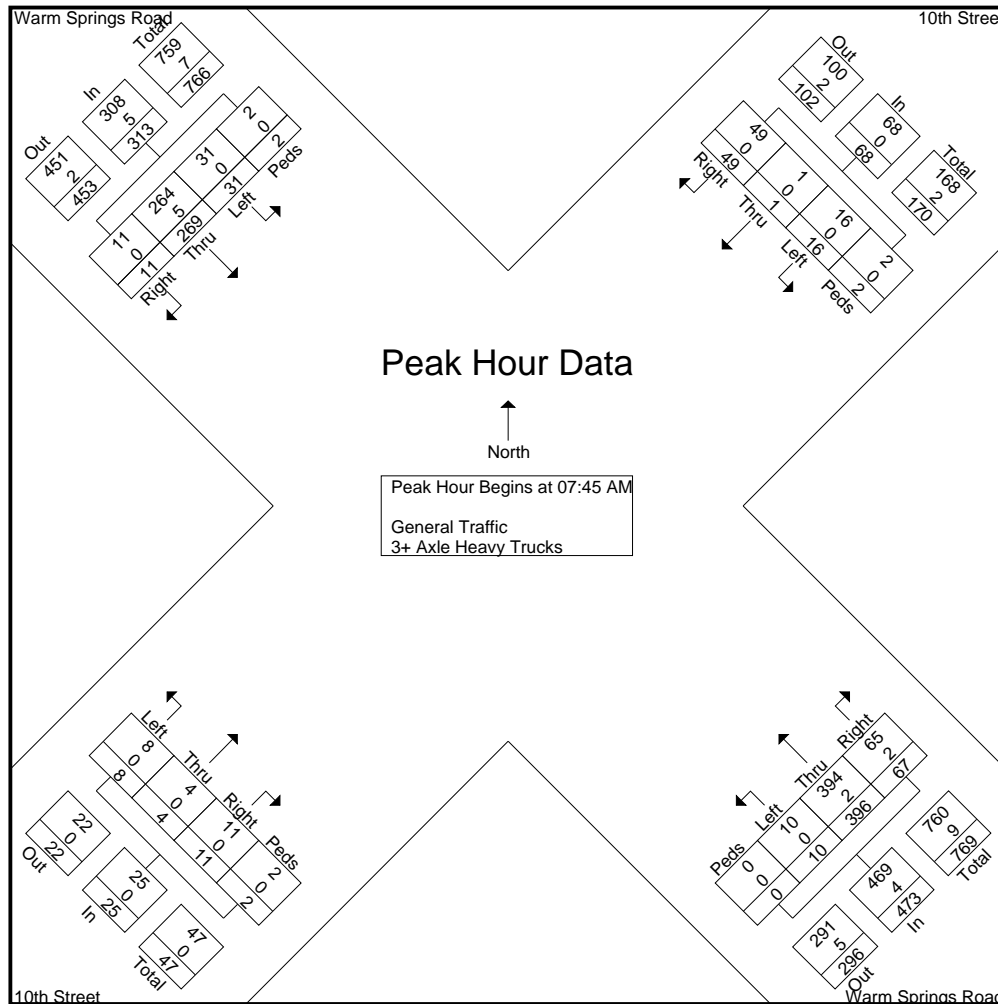 Warm Springs Road
10th Street
Out In Total
451 308 759
2 5 7
453 313 766
11 264 31 2
0 5 0 0
11 269 31 2
Right Thru Left Peds
Out In Total
100 68 168
2 0 2
102 68 170
49 1 16 2
0 0 0 0
49 1 16 2
Right Thru Left Peds
Peak Hour Data
North
Peak Hour Begins at 07:45 AM
General Traffic
3+ Axle Heavy Trucks
Left Thru Right Peds
8 4 11 2
0 0 0 0
8 4 11 2
22 25 47
0 0 0
22 25 47
Out In Total
Peds Left Thru Right
0 10 394 65
0 0 2 2
0 10 396 67
291 469 760
5 4 9
296 473 769
Out In Total
10th Street
Warm Springs Road